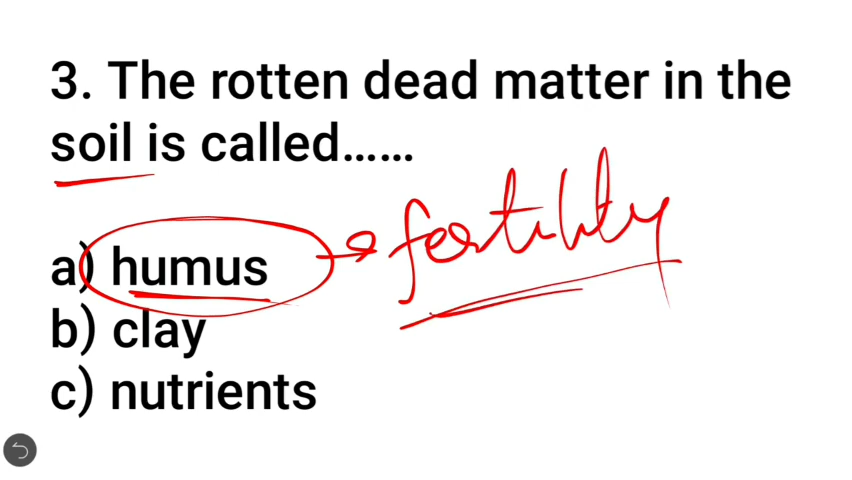 3. The rotten dead matter in the
soil is called......
a) humus → fertility
b) clay
c) nutrients